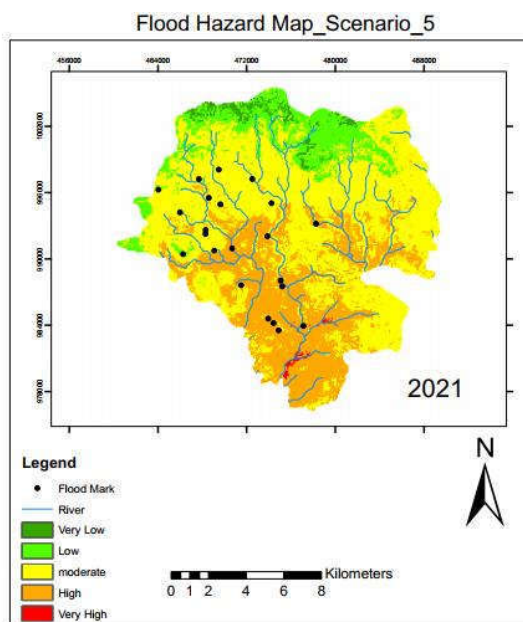 Flood Hazard Map_Scenario_5
456000 464000 472000 480000 488000
1002000
996000
990000
984000
978000
2021
Legend
Flood Mark
River
Very Low
Low
moderate
High
Very High
N
Kilometers
0 1 2 4 6 8